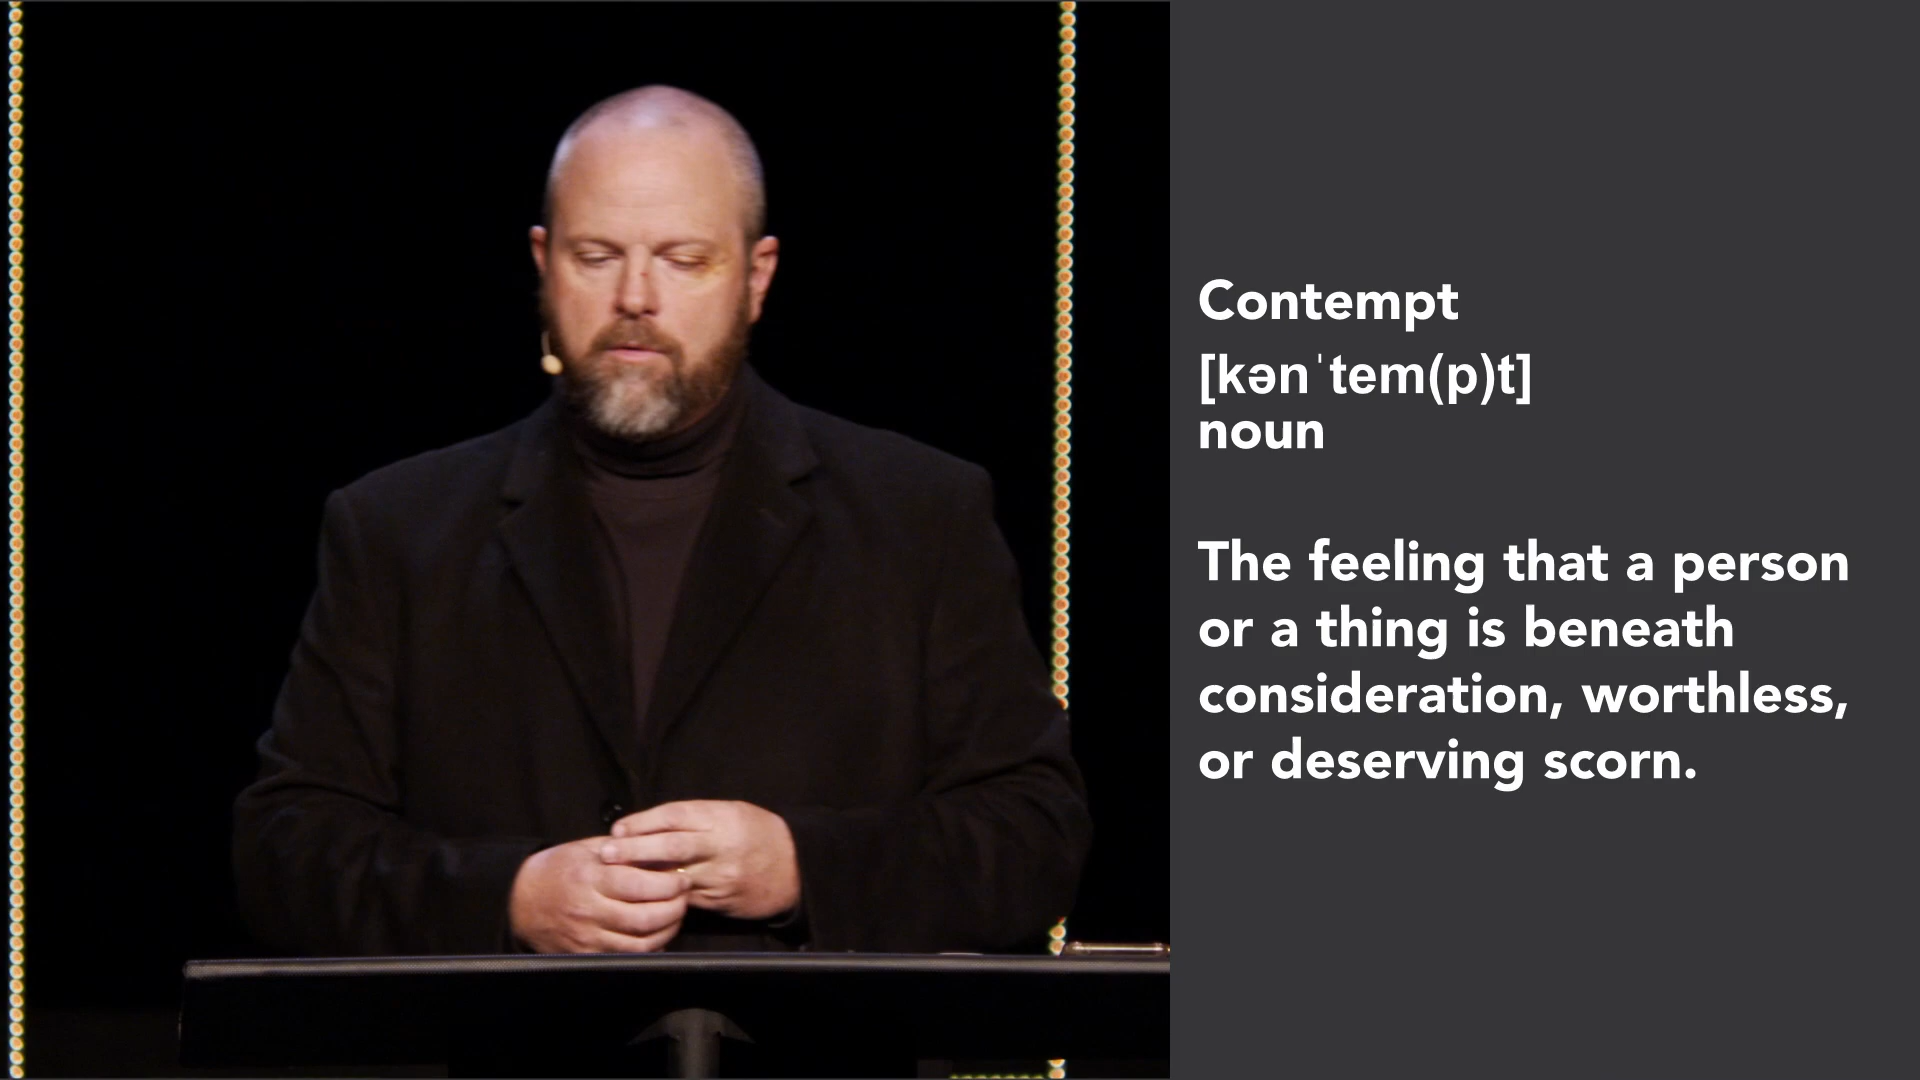 Contempt
[kənˈtem(p)t]
noun
The feeling that a person
or a thing is beneath
consideration, worthless,
or deserving scorn.